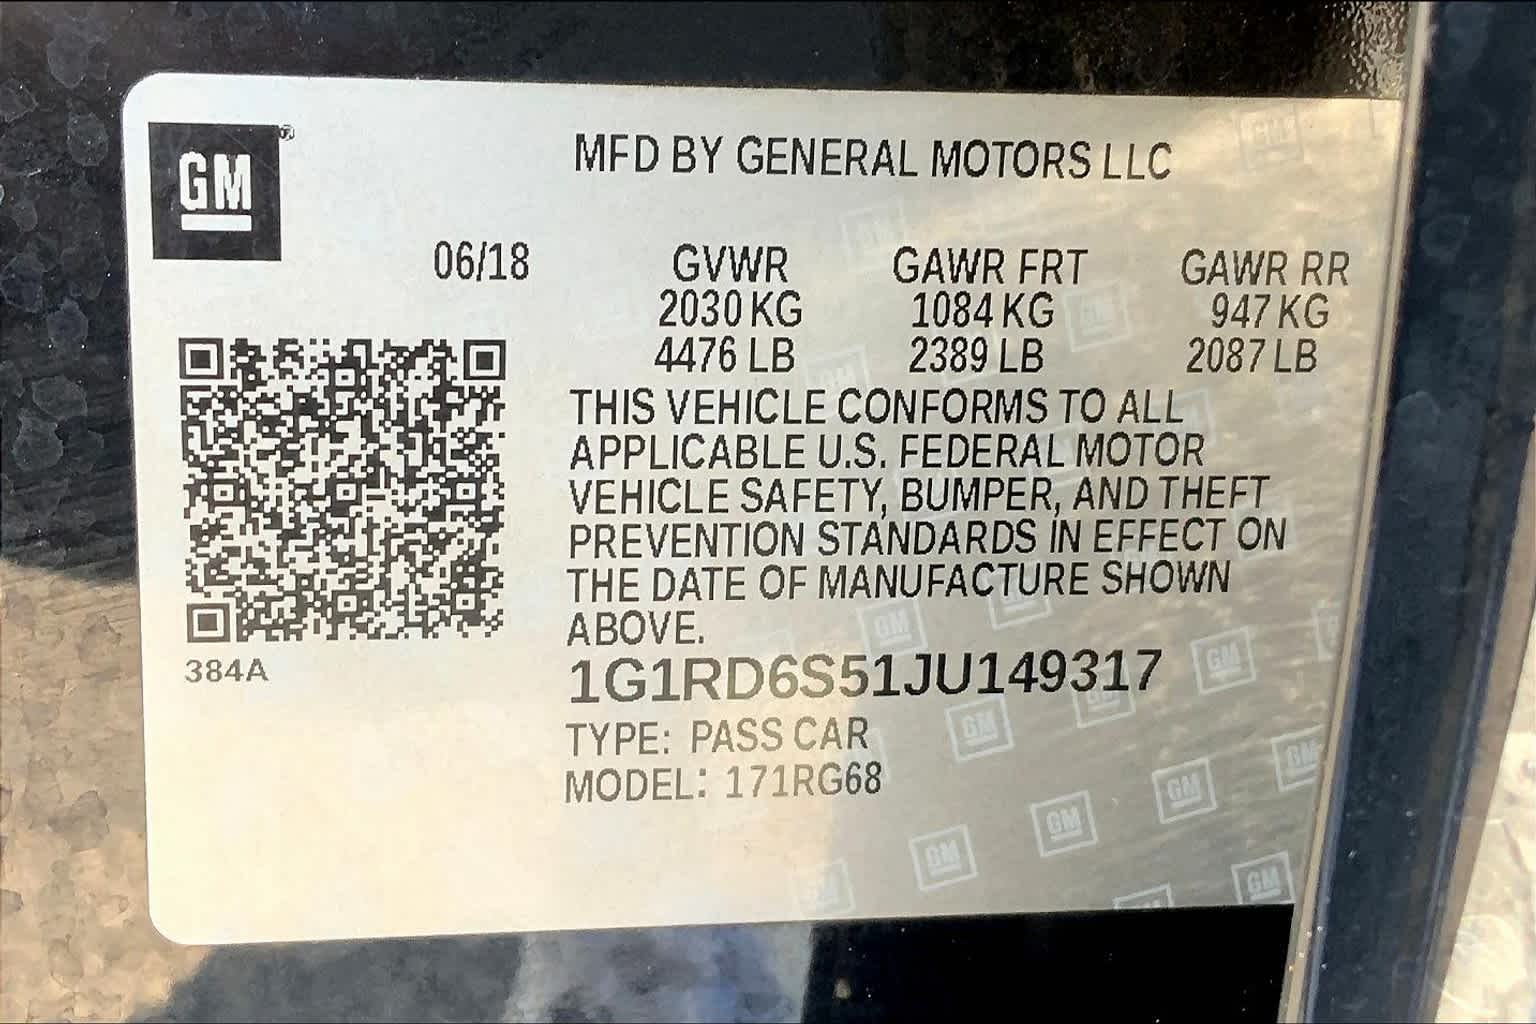 GM
MFD BY GENERAL MOTORS LLC
06/18 GVWR GAWR FRT GAWR RR
2030 KG 1084 KG 947 KG
4476 LB 2389 LB 2087 LB
THIS VEHICLE CONFORMS TO ALL
APPLICABLE U.S. FEDERAL MOTOR
VEHICLE SAFETY, BUMPER, AND THEFT
PREVENTION STANDARDS IN EFFECT ON
THE DATE OF MANUFACTURE SHOWN
ABOVE.
384A
1G1RD6S51JU149317
TYPE: PASS CAR
MODEL: 171RG68